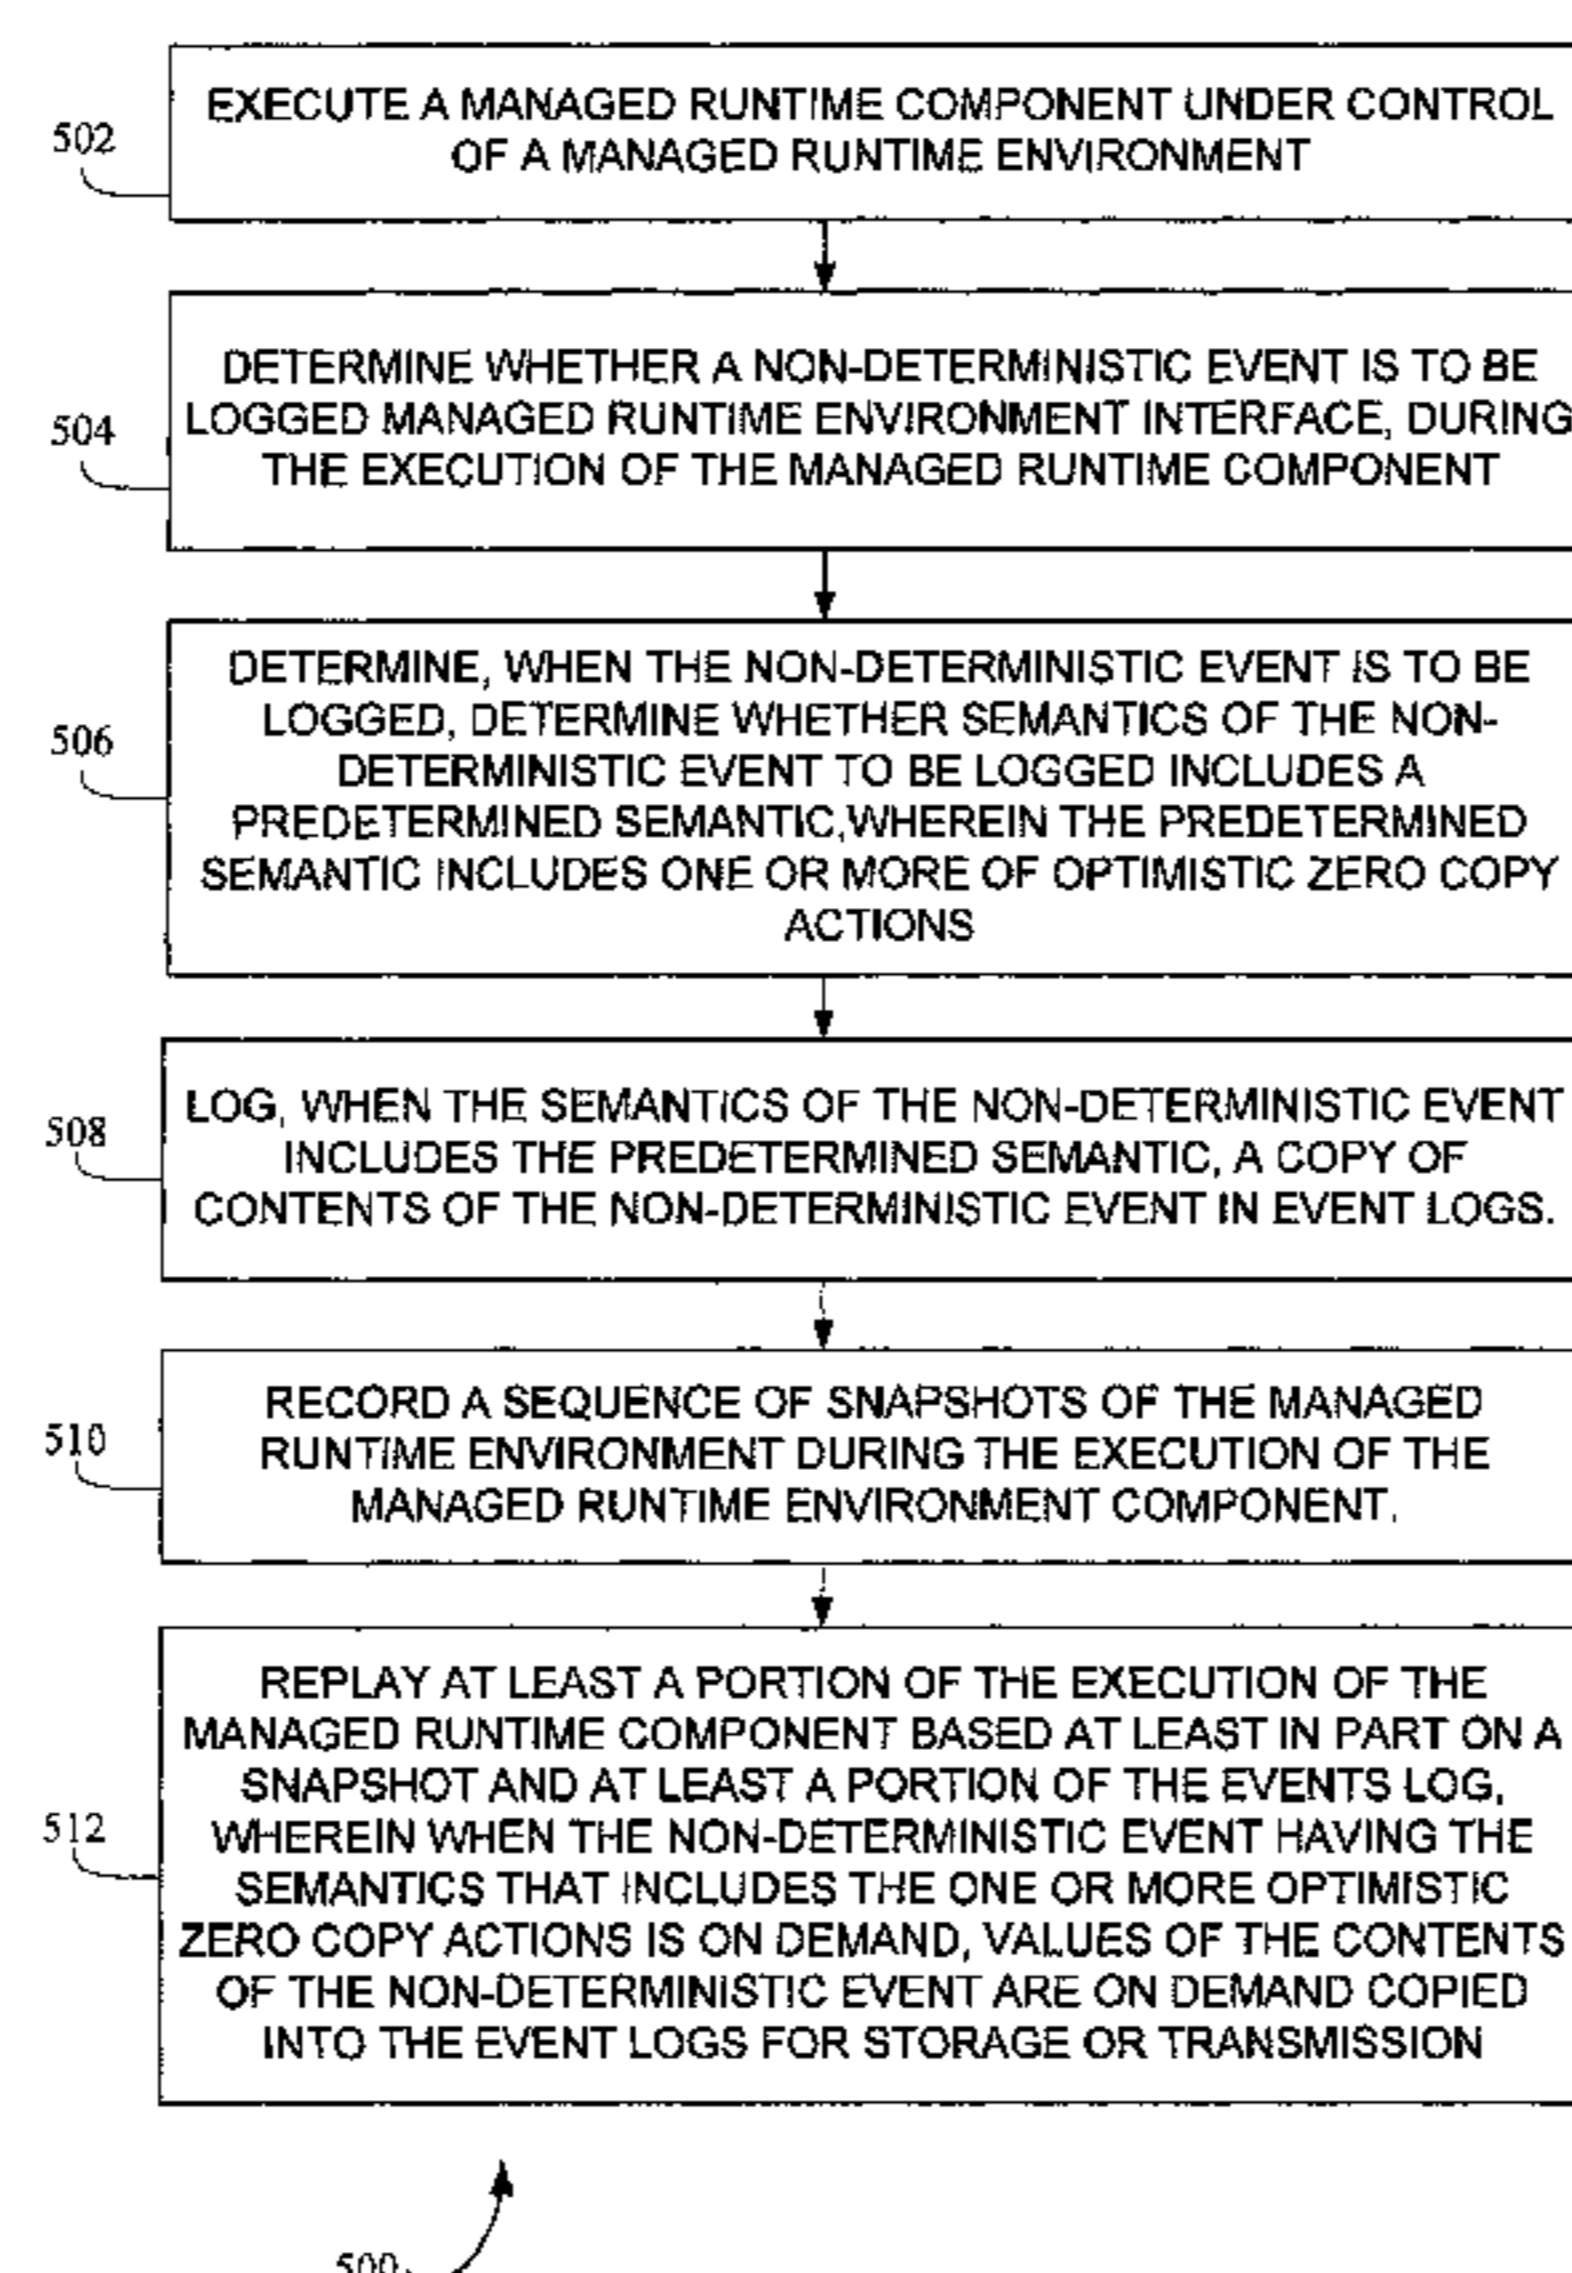 EXECUTE A MANAGED RUNTIME COMPONENT UNDER CONTROL
OF A MANAGED RUNTIME ENVIRONMENT
502
DETERMINE WHETHER A NON-DETERMINISTIC EVENT IS TO BE
LOGGED MANAGED RUNTIME ENVIRONMENT INTERFACE, DURING
THE EXECUTION OF THE MANAGED RUNTIME COMPONENT
504
DETERMINE, WHEN THE NON-DETERMINISTIC EVENT IS TO BE
LOGGED, DETERMINE WHETHER SEMANTICS OF THE NON-
DETERMINISTIC EVENT TO BE LOGGED INCLUDES A
PREDETERMINED SEMANTIC,WHEREIN THE PREDETERMINED
SEMANTIC INCLUDES ONE OR MORE OF OPTIMISTIC ZERO COPY
ACTIONS
506
LOG, WHEN THE SEMANTICS OF THE NON-DETERMINISTIC EVENT
INCLUDES THE PREDETERMINED SEMANTIC, A COPY OF
CONTENTS OF THE NON-DETERMINISTIC EVENT IN EVENT LOGS.
508
RECORD A SEQUENCE OF SNAPSHOTS OF THE MANAGED
RUNTIME ENVIRONMENT DURING THE EXECUTION OF THE
MANAGED RUNTIME ENVIRONMENT COMPONENT.
510
REPLAY AT LEAST A PORTION OF THE EXECUTION OF THE
MANAGED RUNTIME COMPONENT BASED AT LEAST IN PART ON A
SNAPSHOT AND AT LEAST A PORTION OF THE EVENTS LOG,
WHEREIN WHEN THE NON-DETERMINISTIC EVENT HAVING THE
SEMANTICS THAT INCLUDES THE ONE OR MORE OPTIMISTIC
ZERO COPY ACTIONS IS ON DEMAND, VALUES OF THE CONTENTS
OF THE NON-DETERMINISTIC EVENT ARE ON DEMAND COPIED
INTO THE EVENT LOGS FOR STORAGE OR TRANSMISSION
512
500